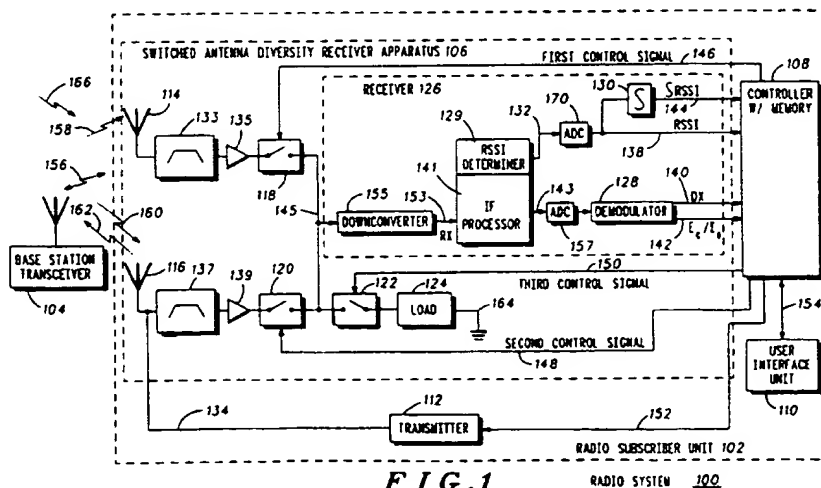 SWITCHED ANTENNA DIVERSITY RECEIVER APPARATUS 106
FIRST CONTROL SIGNAL
146
108
166
114
158
133
135
118
RECEIVER 126
130
∫
SRSSI
144
CONTROLLER
W/ MEMORY
129
132
170
RSSI
DETERMINER
ADC
RSSI
138
156
141
143
128
140
155
153
145
DOWNCONVERTER
RX
IF
PROCESSOR
ADC
157
DEMODULATOR
DX
Ec/Io
142
162
160
BASE STATION
TRANSCEIVER
104
116
137
139
120
122
124
LOAD
164
150
THIRD CONTROL SIGNAL
SECOND CONTROL SIGNAL
148
154
USER
INTERFACE
UNIT
110
134
112
TRANSMITTER
152
RADIO SUBSCRIBER UNIT 102
FIG.1
RADIO SYSTEM 100